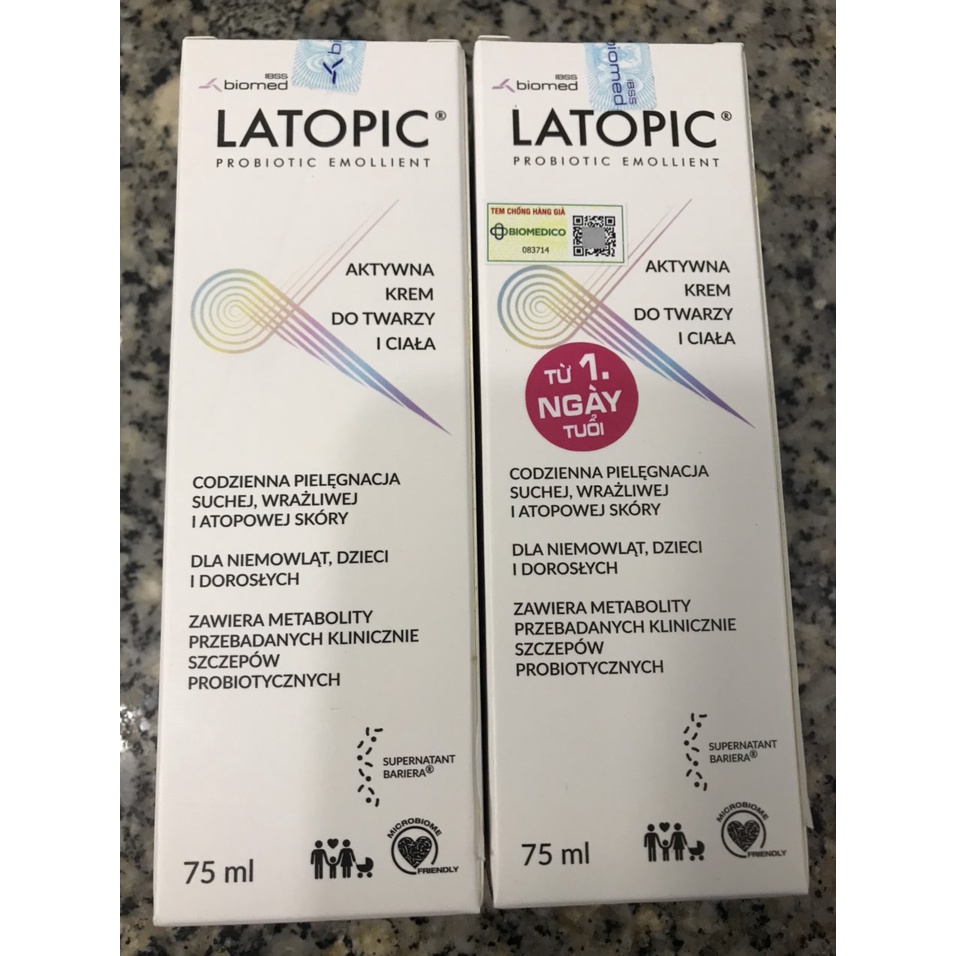 IBSS
biomed
LATOPIC®
PROBIOTIC EMOLLIENT
AKTYWNA
KREM
DO TWARZY
I CIAŁA
CODZIENNA PIELĘGNACJA
SUCHEJ, WRAŻLIWEJ
I ATOPOWEJ SKÓRY
DLA NIEMOWLĄT, DZIECI
I DOROSŁYCH
ZAWIERA METABOLITY
PRZEBADANYCH KLINICZNIE
SZCZEPÓW
PROBIOTYCZNYCH
SUPERNATANT
BARIERA®
75 ml
MICROBIOME
FRIENDLY
IBSS
biomed
IBSS
biomed
LATOPIC®
PROBIOTIC EMOLLIENT
TEM CHỐNG HÀNG GIẢ
BIOMEDICO
083714
AKTYWNA
KREM
DO TWARZY
I CIAŁA
TỪ 1.
NGÀY
TUỔI
CODZIENNA PIELĘGNACJA
SUCHEJ, WRAŻLIWEJ
I ATOPOWEJ SKÓRY
DLA NIEMOWLĄT, DZIECI
I DOROSŁYCH
ZAWIERA METABOLITY
PRZEBADANYCH KLINICZNIE
SZCZEPÓW
PROBIOTYCZNYCH
SUPERNATANT
BARIERA®
75 ml
MICROBIOME
FRIENDLY